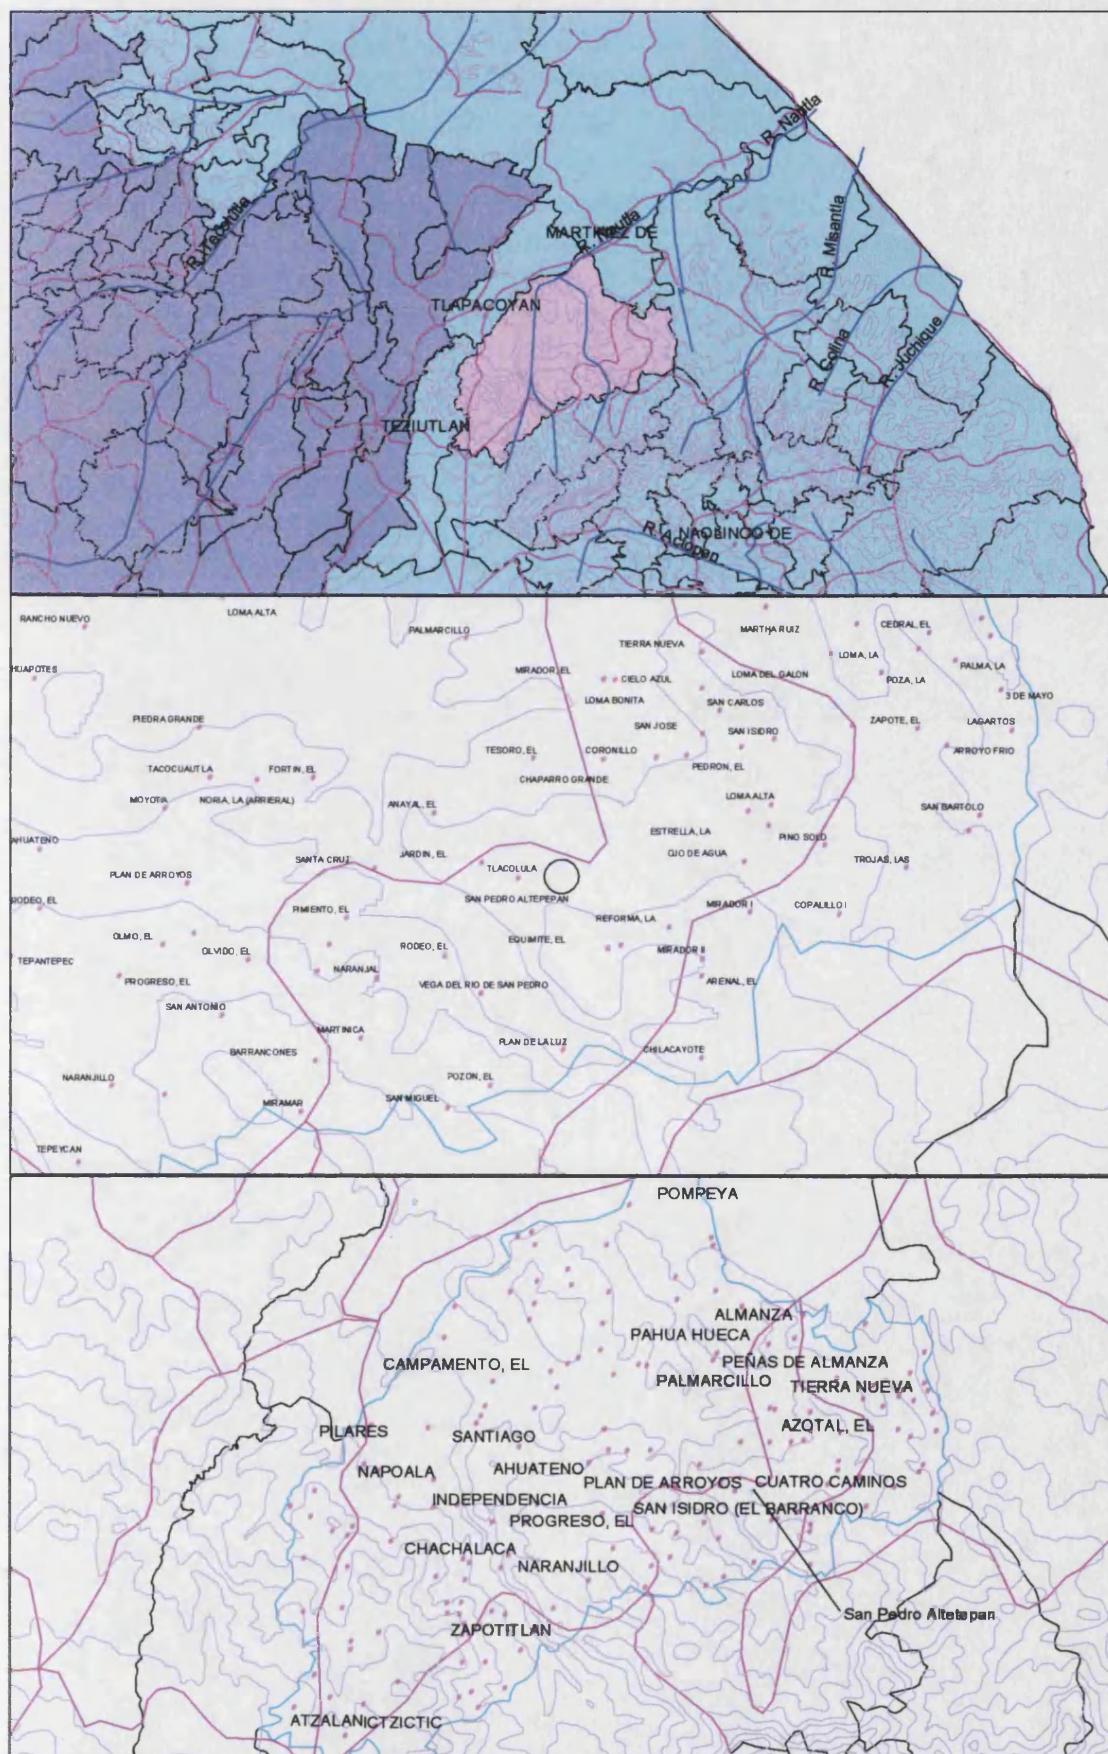 R. Nautla
MARTINEZ DE
R. Nautla
R. Misantla
R. Tecolutla
TLAPACOYAN
R. Colina
R. Juchique
TEZIUTLAN
R. Actopan
NAOLINCO DE
LOMA ALTA
RANCHO NUEVO
PALMARCILLO
MARTHA RUIZ
CEDRAL, EL
TIERRA NUEVA
LOMA, LA
PALMA, LA
HUAPOTES
MIRADOR, EL
CIELO AZUL
LOMA DEL GALON
POZA, LA
3 DE MAYO
LOMA BONITA
SAN CARLOS
PIEDRA GRANDE
SAN JOSE
SAN ISIDRO
ZAPOTE, EL
LAGARTOS
TESORO, EL
CORONILLO
ARROYO FRIO
TACOCUAUTLA
FORTIN, EL
CHAPARRO GRANDE
PEDRON, EL
MOYOTA
NORIA, LA (ARRIERAL)
ANAYAL, EL
LOMA ALTA
SAN BARTOLO
AHUATENO
ESTRELLA, LA
PINO SOLO
SANTA CRUZ
JARDIN, EL
OJO DE AGUA
TROJAS, LAS
PLAN DE ARROYOS
TLACOLULA
RODEO, EL
PIMIENTO, EL
SAN PEDRO ALTEPEPAN
MIRADOR I
COPALILLO I
REFORMA, LA
OLMO, EL
OLVIDO, EL
RODEO, EL
EQUIMITE, EL
MIRADOR II
TEPANTEPEC
PROGRESO, EL
NARANJAL
VEGA DEL RIO DE SAN PEDRO
ARENAL, EL
SAN ANTONIO
MARTINICA
PLAN DE LA LUZ
BARRANCONES
CHILACAYOTE
NARANJILLO
POZON, EL
MIRAMAR
SAN MIGUEL
TEPEYCAN
POMPEYA
ALMANZA
PAHUA HUECA
CAMPAMENTO, EL
PEÑAS DE ALMANZA
PALMARCILLO
TIERRA NUEVA
PILARES
SANTIAGO
AZOTAL, EL
NAPOALA
AHUATENO
PLAN DE ARROYOS
CUATRO CAMINOS
INDEPENDENCIA
SAN ISIDRO (EL BARRANCO)
PROGRESO, EL
CHACHALACA
NARANJILLO
San Pedro
ZAPOTITLAN
ATZALAN
ICTZICTIC